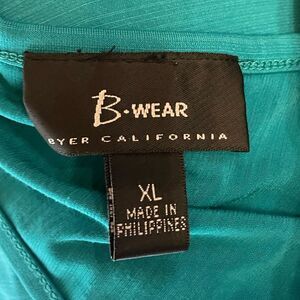 B•WEAR
BYER CALIFORNIA
XL
MADE IN
PHILIPPINES